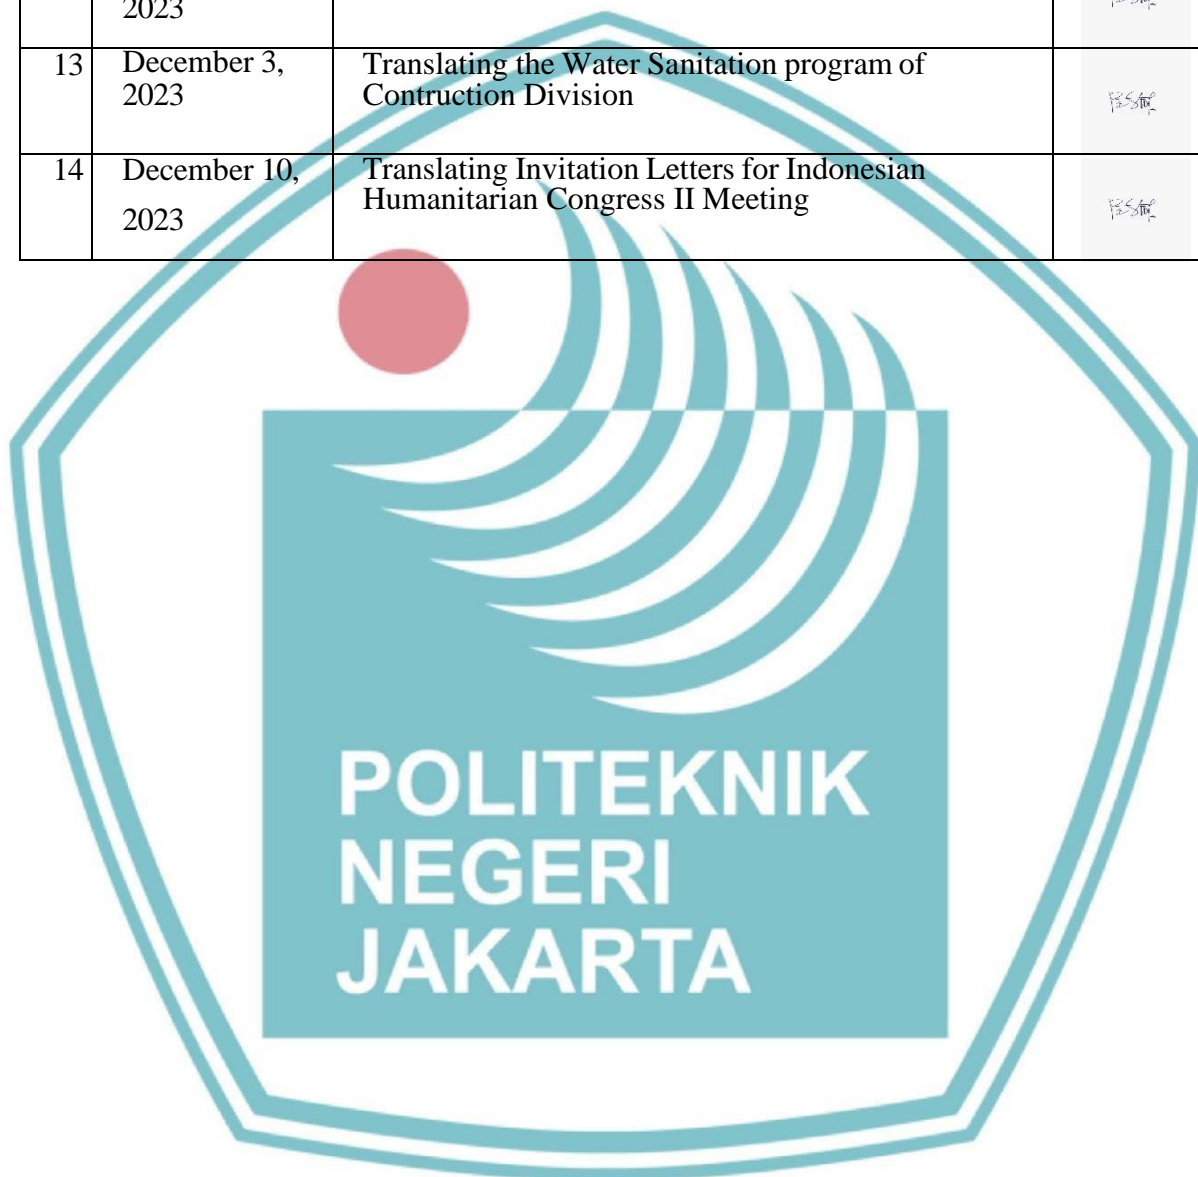 2023
13 December 3,
2023
Translating the Water Sanitation program of
Contruction Division
14 December 10,
2023
Translating Invitation Letters for Indonesian
Humanitarian Congress II Meeting
POLITEKNIK
NEGERI
JAKARTA